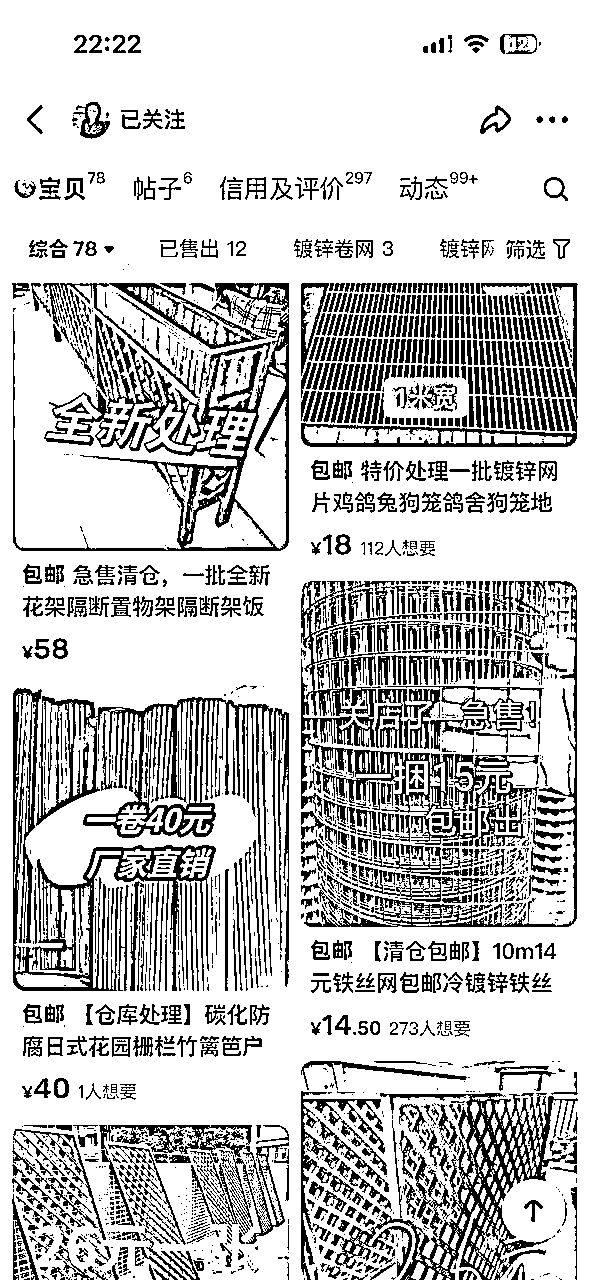 22:22
已关注
宝贝78
帖子6
信用及评价297
动态99+
综合 78
已售出 12
镀锌卷网 3
镀锌网
筛选
全新处理
包邮 急售清仓，一批全新
花架隔断置物架隔断架饭
¥58
1米宽
包邮 特价处理一批镀锌网
片鸡鸽兔狗笼鸽舍狗笼地
¥18 112人想要
一卷40元
厂家直销
包邮 【仓库处理】碳化防
腐日式花园栅栏竹篱笆户
¥40 1人想要
关店了 急售!
一捆15元
包邮出
包邮 【清仓包邮】10m14
元铁丝网包邮冷镀锌铁丝
¥14.50 273人想要